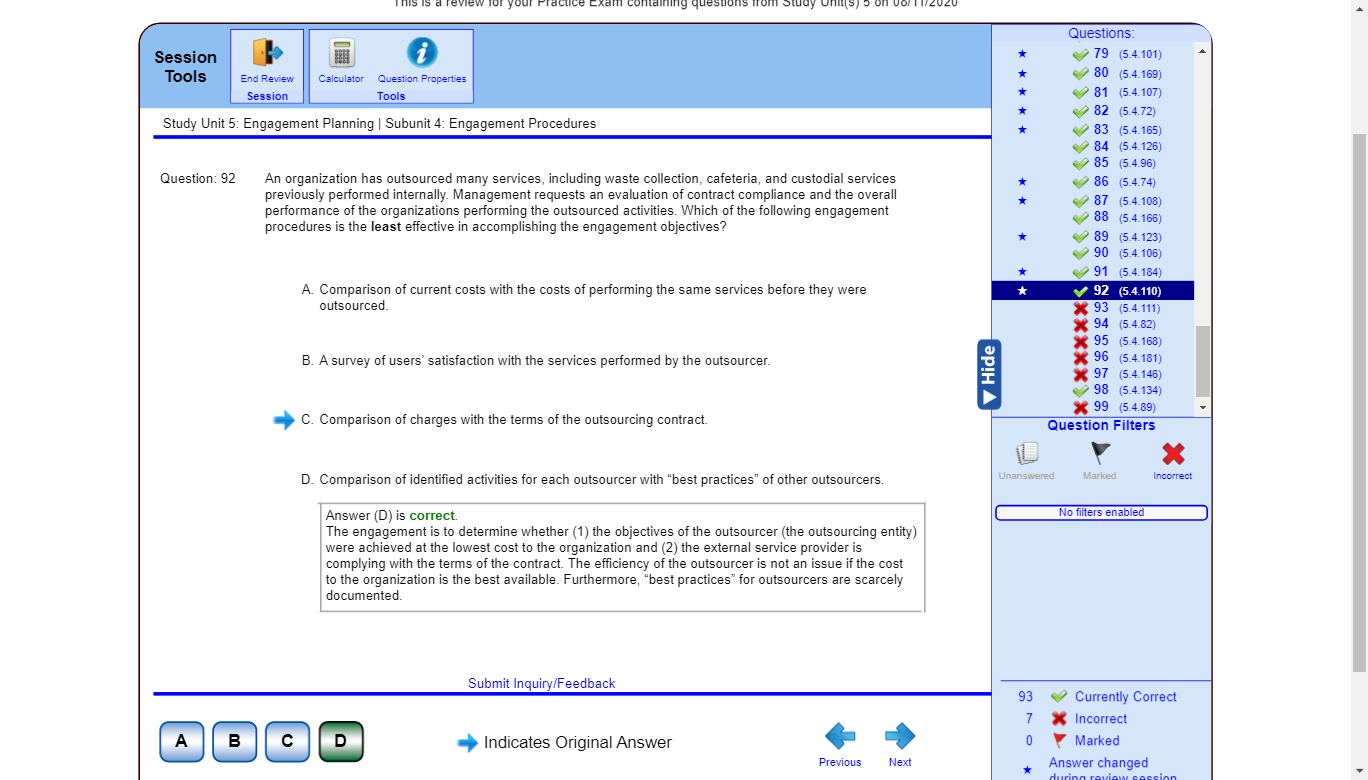 This is a review for your Practice Exam containing questions from Study Unit(s) 5 on 08/11/2020
Session
Tools
End Review
Session
Calculator
Question Properties
Tools
Study Unit 5: Engagement Planning | Subunit 4: Engagement Procedures
Question: 92
An organization has outsourced many services, including waste collection, cafeteria, and custodial services
previously performed internally. Management requests an evaluation of contract compliance and the overall
performance of the organizations performing the outsourced activities. Which of the following engagement
procedures is the least effective in accomplishing the engagement objectives?
A. Comparison of current costs with the costs of performing the same services before they were
outsourced.
B. A survey of users' satisfaction with the services performed by the outsourcer.
C. Comparison of charges with the terms of the outsourcing contract.
D. Comparison of identified activities for each outsourcer with “best practices” of other outsourcers.
Answer (D) is correct.
The engagement is to determine whether (1) the objectives of the outsourcer (the outsourcing entity)
were achieved at the lowest cost to the organization and (2) the external service provider is
complying with the terms of the contract. The efficiency of the outsourcer is not an issue if the cost
to the organization is the best available. Furthermore, “best practices” for outsourcers are scarcely
documented.
Submit Inquiry/Feedback
A B C D
Indicates Original Answer
Previous
Next
Questions:
79 (5.4.101)
80 (5.4.169)
81 (5.4.107)
82 (5.4.72)
83 (5.4.165)
84 (5.4.126)
85 (5.4.96)
86 (5.4.74)
87 (5.4.108)
88 (5.4.166)
89 (5.4.123)
90 (5.4.106)
91 (5.4.184)
92 (5.4.110)
93 (5.4.111)
94 (5.4.82)
95 (5.4.168)
96 (5.4.181)
97 (5.4.146)
98 (5.4.134)
99 (5.4.89)
Hide
Question Filters
Unanswered
Marked
Incorrect
No filters enabled
93 Currently Correct
7 Incorrect
0 Marked
Answer changed
during review session